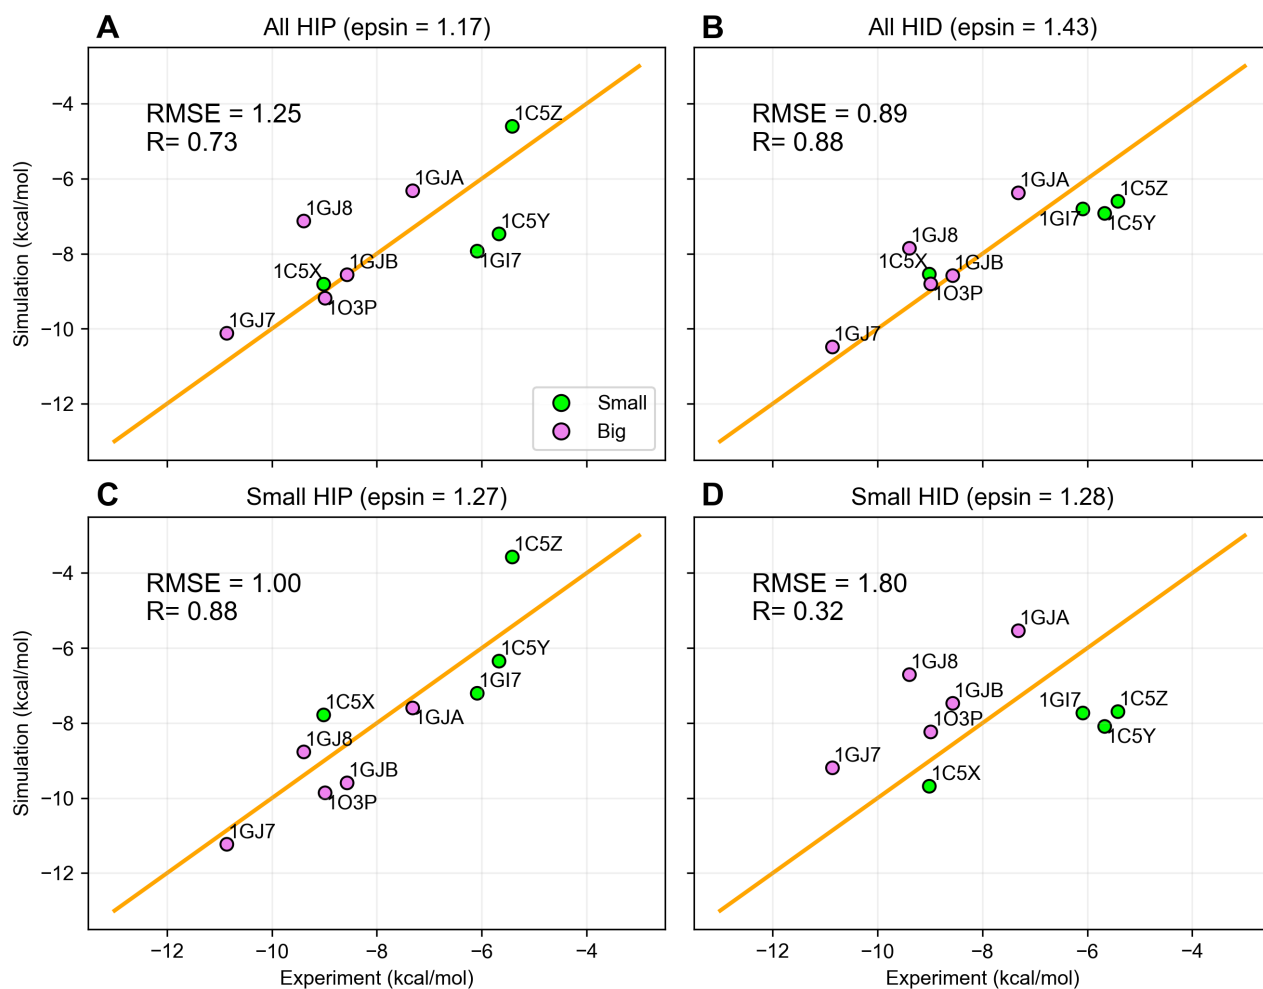 A
All HIP (epsin = 1.17)
B
All HID (epsin = 1.43)
RMSE = 1.25
R= 0.73
1C5Z
1GJA
1GJ8
1C5Y
1GI7
1GJB
1C5X
1O3P
1GJ7
Small
Big
−4
−6
−8
−10
−12
Simulation (kcal/mol)
RMSE = 0.89
R= 0.88
1GJA
1C5Z
1GI7
1C5Y
1GJ8
1C5X
1GJB
1O3P
1GJ7
C
Small HIP (epsin = 1.27)
D
Small HID (epsin = 1.28)
RMSE = 1.00
R= 0.88
1C5Z
1C5Y
1GI7
1C5X
1GJA
1GJ8
1GJB
1O3P
1GJ7
−4
−6
−8
−10
−12
Simulation (kcal/mol)
−12
−10
−8
−6
−4
Experiment (kcal/mol)
RMSE = 1.80
R= 0.32
1GJA
1GJ8
1GJB
1GI7
1C5Z
1O3P
1C5Y
1GJ7
1C5X
−12
−10
−8
−6
−4
Experiment (kcal/mol)